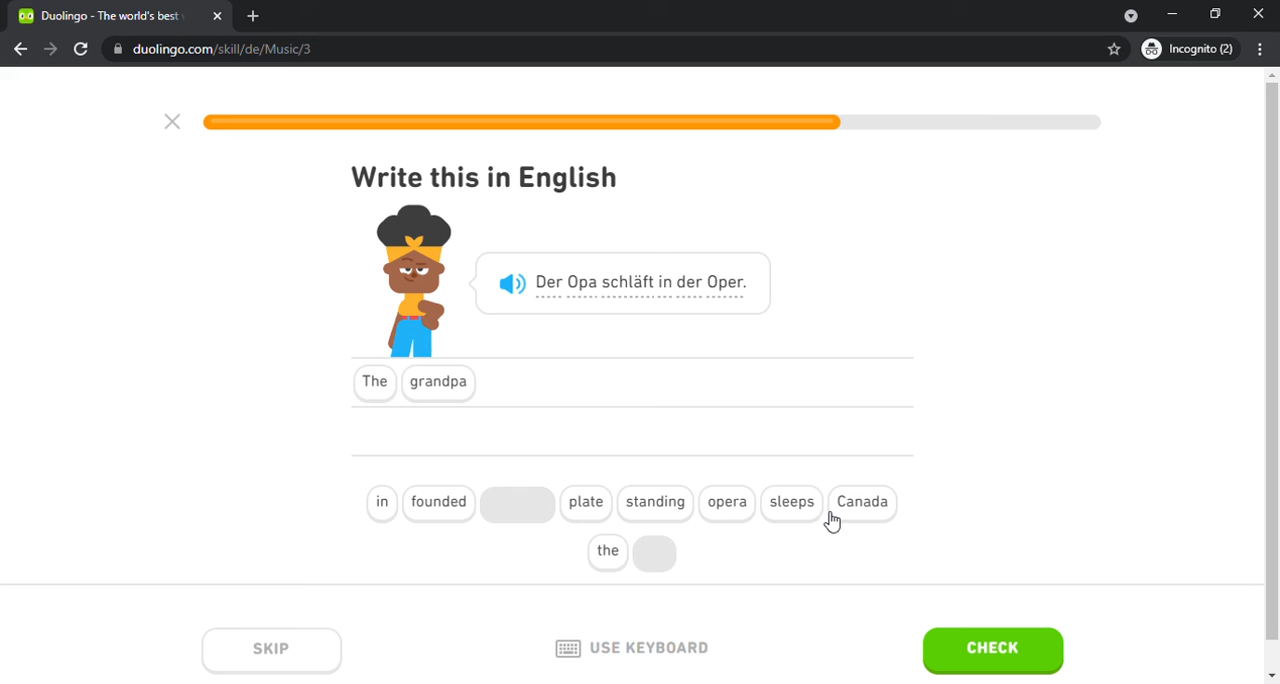 Duolingo - The world's best
duolingo.com/skill/de/Music/3
Incognito (2)
Write this in English
Der Opa schläft in der Oper.
The grandpa
in founded plate standing opera sleeps Canada
the
SKIP USE KEYBOARD CHECK